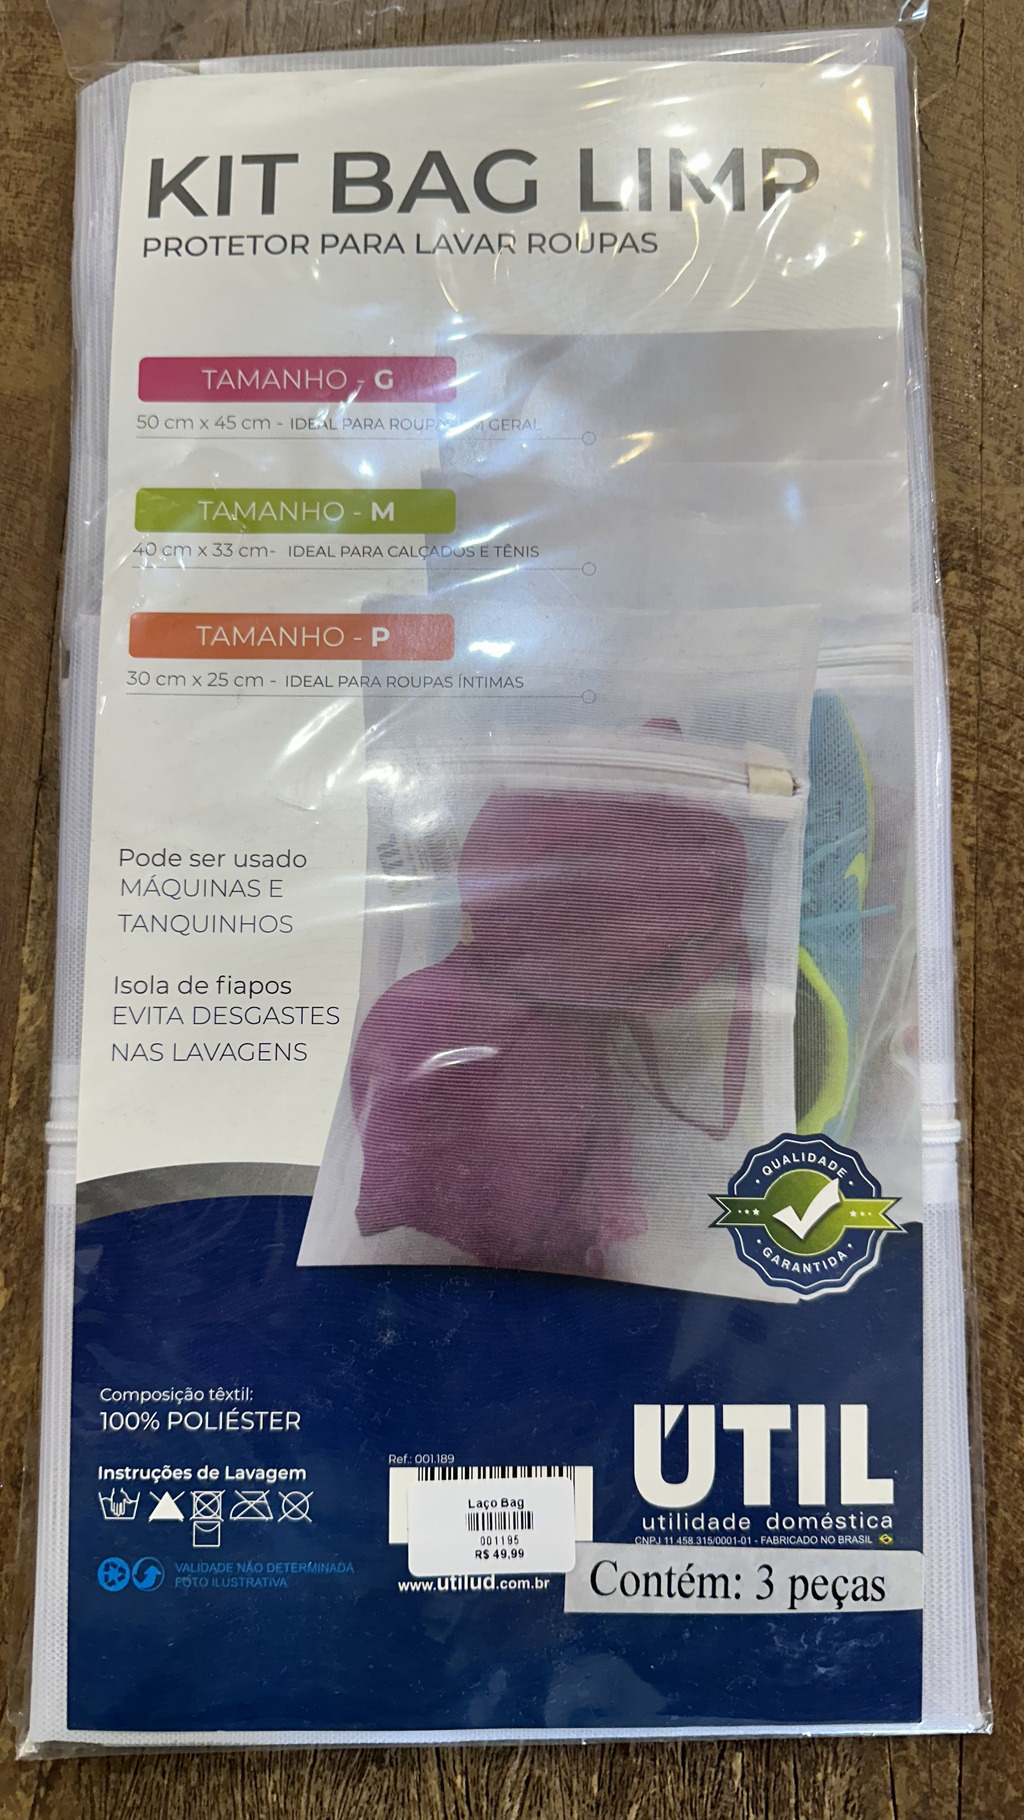 KIT BAG LIMP
PROTETOR PARA LAVAR ROUPAS
TAMANHO - G
50 cm x 45 cm - IDEAL PARA ROUPAS EM GERAL
TAMANHO - M
40 cm x 33 cm- IDEAL PARA CALÇADOS E TÊNIS
TAMANHO - P
30 cm x 25 cm - IDEAL PARA ROUPAS ÍNTIMAS
Pode ser usado
MÁQUINAS E
TANQUINHOS
Isola de fiapos
EVITA DESGASTES
NAS LAVAGENS
QUALIDADE
GARANTIDA
Composição têxtil:
100% POLIÉSTER
Instruções de Lavagem
VALIDADE NÃO DETERMINADA
FOTO ILUSTRATIVA
Ref.: 001.189
Laço Bag
001195
R$ 49,99
www.utilud.com.br
ÚTIL
utilidade doméstica
CNPJ 11 458.315/0001-01 - FABRICADO NO BRASIL
Contém: 3 peças